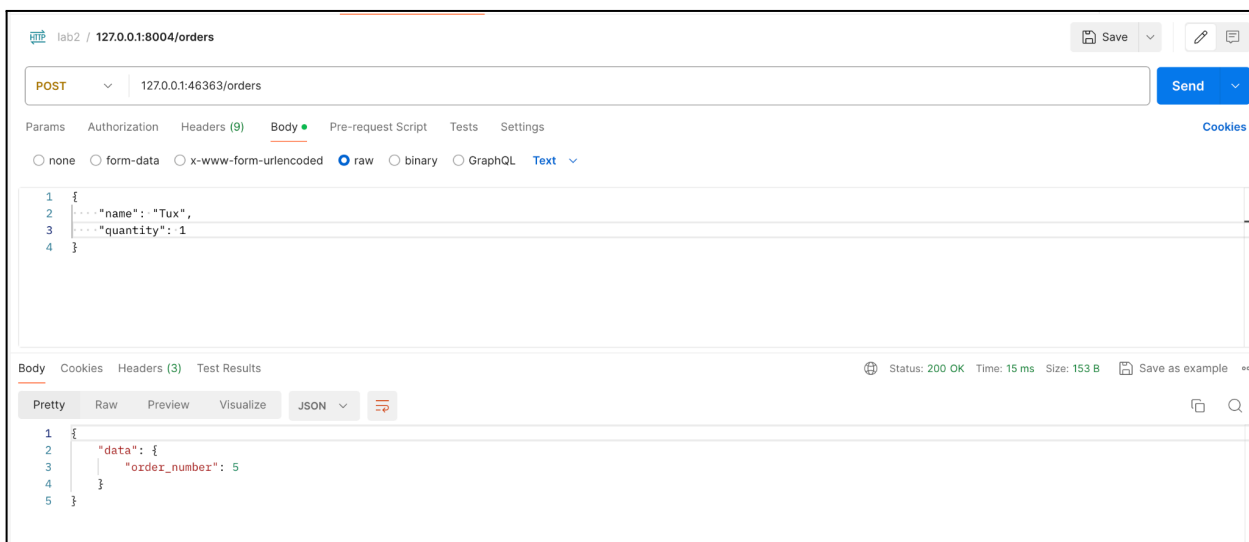 HTTP lab2 / 127.0.0.1:8004/orders Save
POST 127.0.0.1:46363/orders Send
Params Authorization Headers (9) Body Pre-request Script Tests Settings Cookies
none form-data x-www-form-urlencoded raw binary GraphQL Text
1 {
2 ····"name":·"Tux",
3 ····"quantity":·1
4 }
Body Cookies Headers (3) Test Results Status: 200 OK Time: 15 ms Size: 153 B Save as example
Pretty Raw Preview Visualize JSON
1 {
2 "data": {
3 "order_number": 5
4 }
5 }